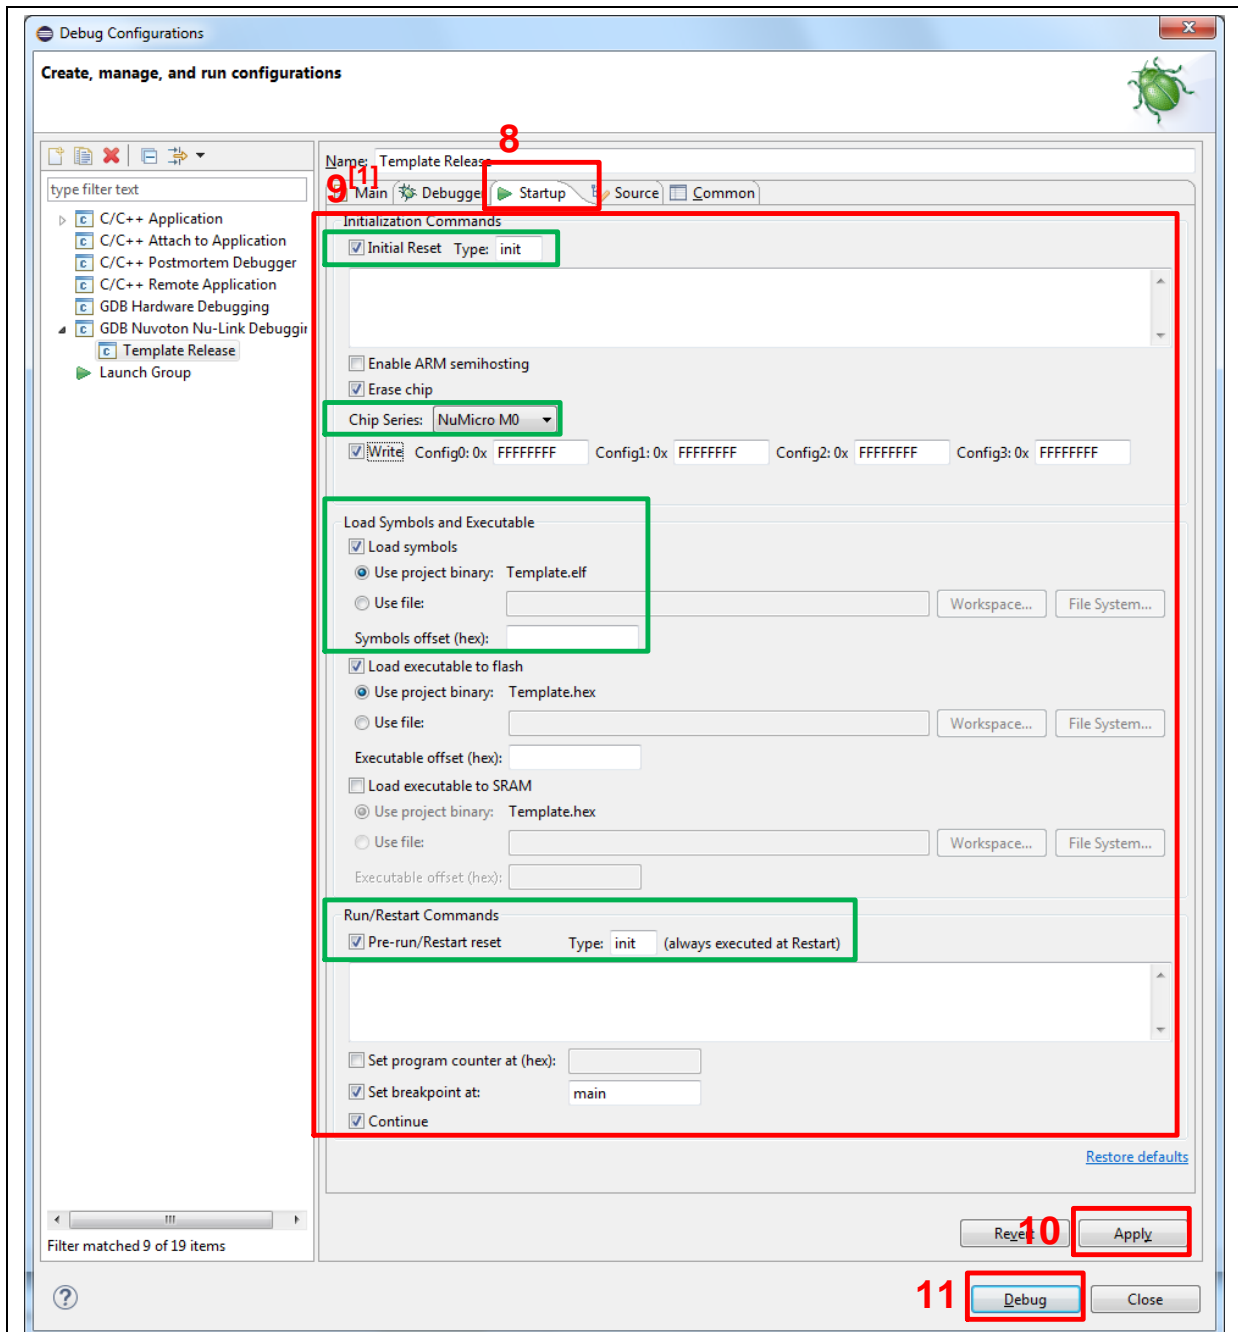 Debug Configurations
X
Create, manage, and run configurations
8
Name: Template Release
9[1]
type filter text
Main Debugger Startup Source Common
C/C++ Application
C/C++ Attach to Application
C/C++ Postmortem Debugger
C/C++ Remote Application
GDB Hardware Debugging
GDB Nuvoton Nu-Link Debuggin
Template Release
Launch Group
Initialization Commands
Initial Reset Type: init
Enable ARM semihosting
Erase chip
Chip Series: NuMicro M0
Write Config0: 0x FFFFFFFF Config1: 0x FFFFFFFF Config2: 0x FFFFFFFF Config3: 0x FFFFFFFF
Load Symbols and Executable
Load symbols
Use project binary: Template.elf
Use file: Workspace... File System...
Symbols offset (hex):
Load executable to flash
Use project binary: Template.hex
Use file: Workspace... File System...
Executable offset (hex):
Load executable to SRAM
Use project binary: Template.hex
Use file: Workspace... File System...
Executable offset (hex):
Run/Restart Commands
Pre-run/Restart reset Type: init (always executed at Restart)
Set program counter at (hex):
Set breakpoint at: main
Continue
Restore defaults
Filter matched 9 of 19 items
Revert 10 Apply
? 11 Debug Close